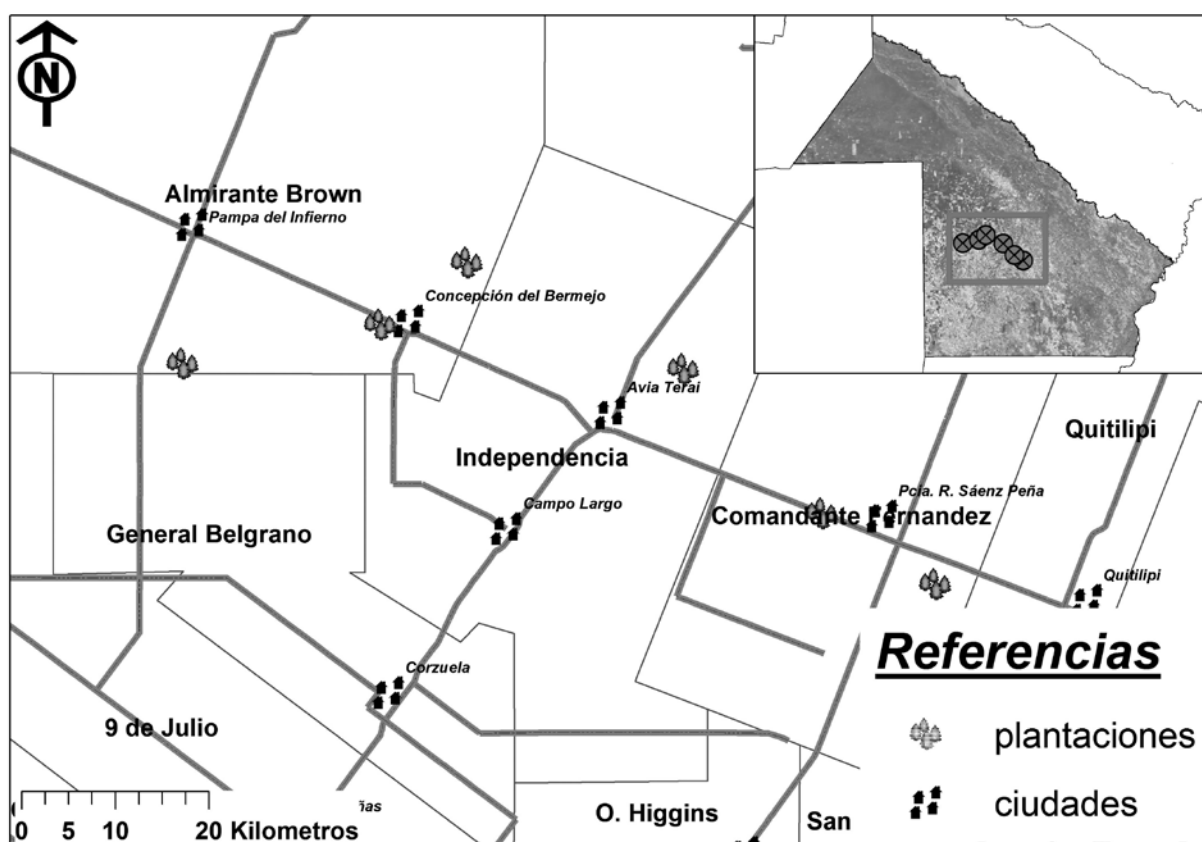 N
Almirante Brown
Pampa del Infierno
Concepción del Bermejo
Avia Terai
Quitilipi
Independencia
Pcia. R. Sáenz Peña
Campo Largo
Comandante Fernandez
General Belgrano
Quitilipi
Corzuela
Referencias
9 de Julio
plantaciones
ciudades
O. Higgins
San
0 5 10 20 Kilometros